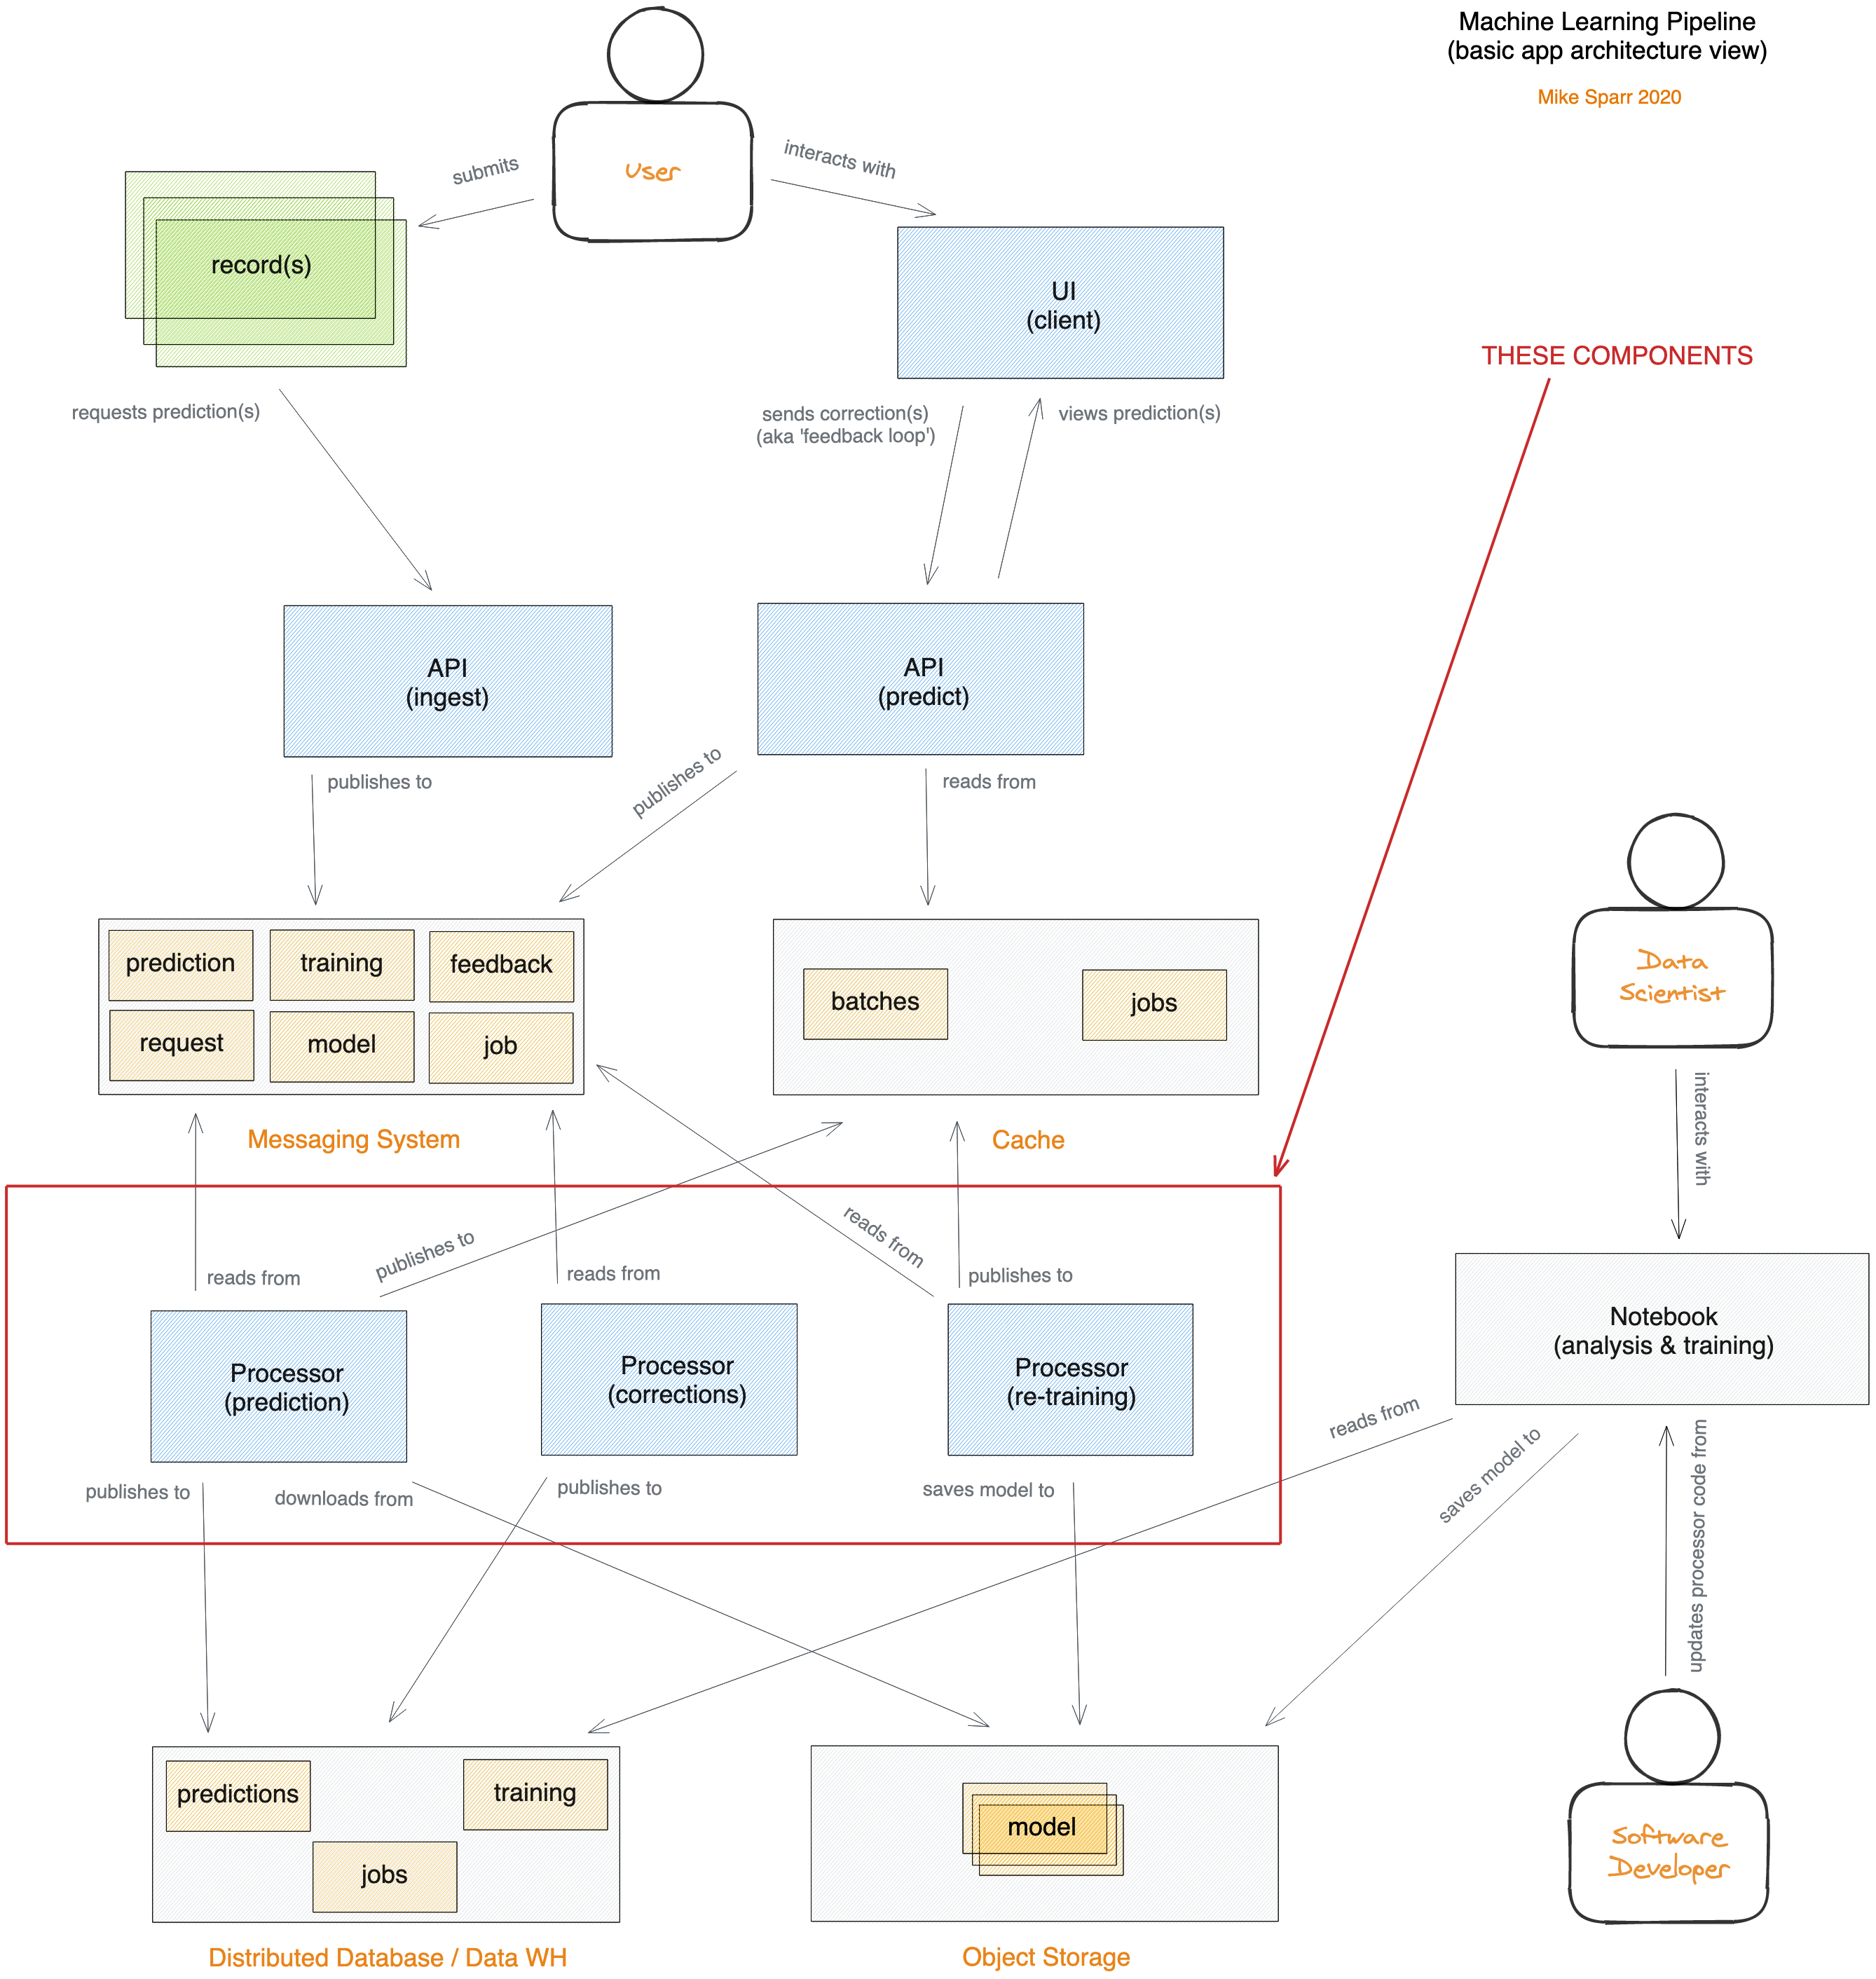 Machine Learning Pipeline
(basic app architecture view)
Mike Sparr 2020
User
submits
interacts with
record(s)
UI
(client)
THESE COMPONENTS
requests prediction(s)
sends correction(s)
(aka 'feedback loop')
views prediction(s)
API
(ingest)
API
(predict)
publishes to
publishes to
reads from
prediction
training
feedback
request
model
job
batches
jobs
Messaging System
Cache
Data
Scientist
interacts with
reads from
publishes to
reads from
reads from
publishes to
Processor
(prediction)
Processor
(corrections)
Processor
(re-training)
Notebook
(analysis & training)
publishes to
downloads from
publishes to
saves model to
reads from
saves model to
updates processor code from
predictions
training
jobs
model
Software
Developer
Distributed Database / Data WH
Object Storage